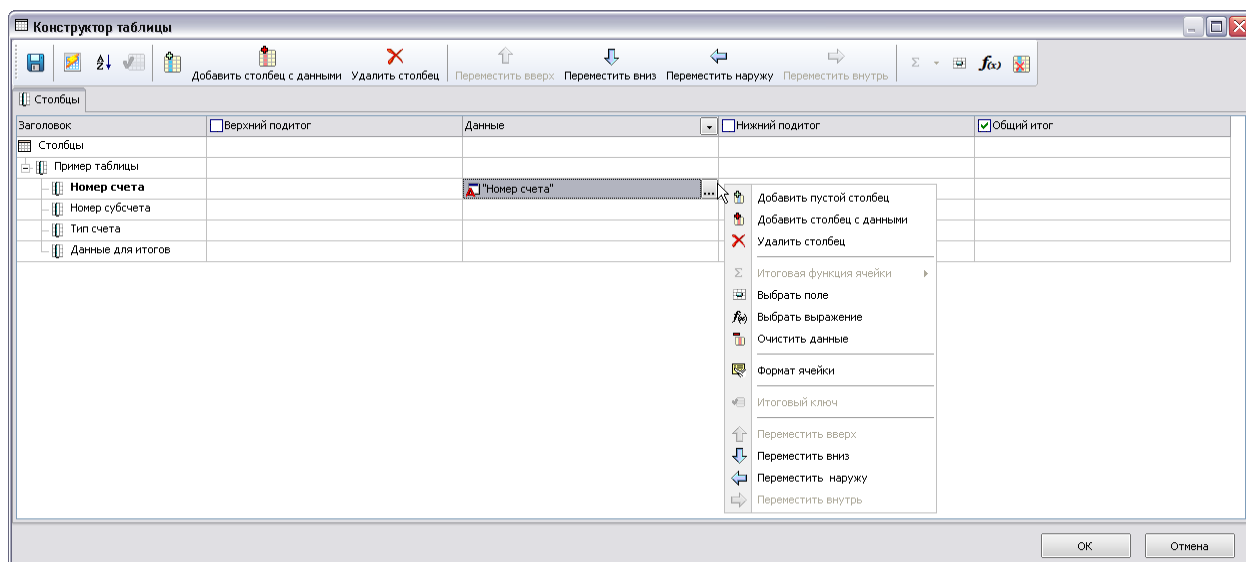 Конструктор таблицы
Добавить столбец с данными Удалить столбец Переместить вверх Переместить вниз Переместить наружу Переместить внутрь Σ f(x)
Столбцы
Заголовок Верхний подитог Данные Нижний подитог Общий итог
Столбцы
Пример таблицы
Номер счета "Номер счета" ...
Номер субсчета
Тип счета
Данные для итогов
Добавить пустой столбец
Добавить столбец с данными
Удалить столбец
Σ Итоговая функция ячейки
Выбрать поле
f(x) Выбрать выражение
Очистить данные
Формат ячейки
Итоговый ключ
Переместить вверх
Переместить вниз
Переместить наружу
Переместить внутрь
ОК Отмена